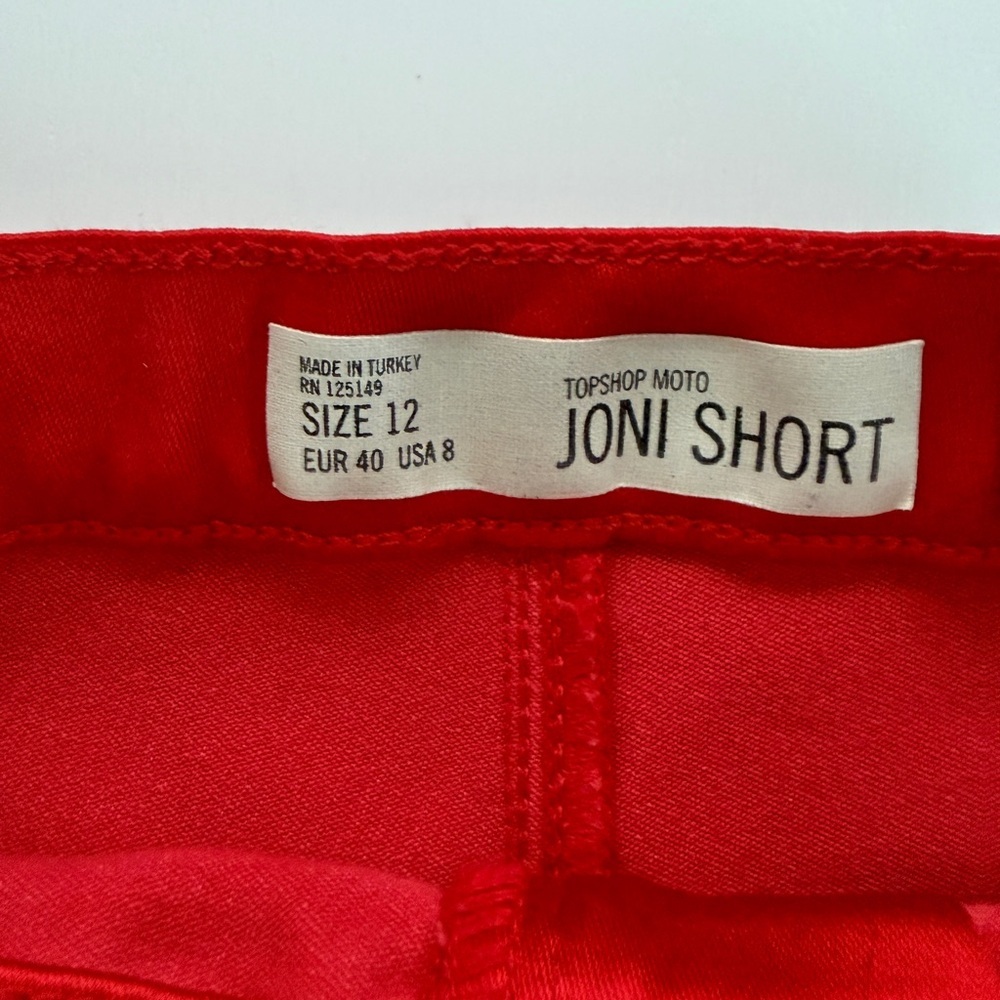 MADE IN TURKEY
RN 125149
SIZE 12
EUR 40 USA 8
TOPSHOP MOTO
JONI SHORT